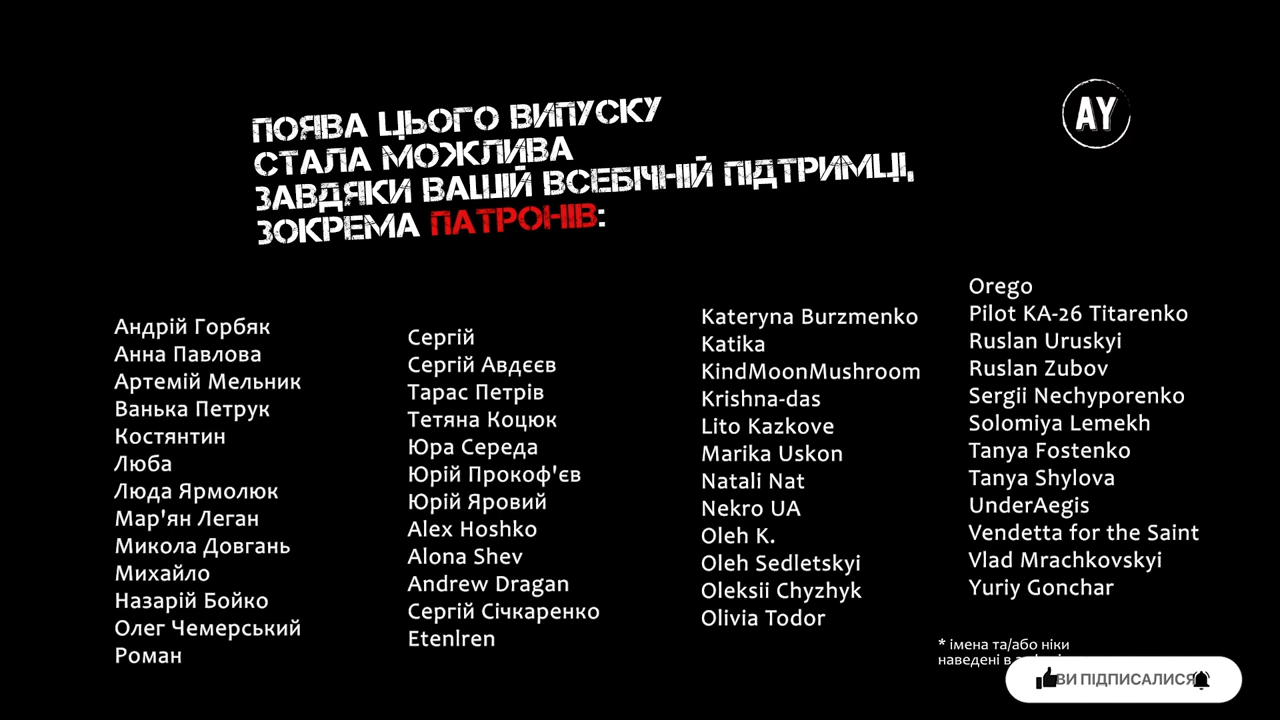 ПОЯВА ЦЬОГО ВИПУСКУ
СТАЛА МОЖЛИВА
ЗАВДЯКИ ВАШІЙ ВСЕБІЧНІЙ ПІДТРИМЦІ,
ЗОКРЕМА ПАТРОНІВ:
AY
Андрій Горбяк
Анна Павлова
Артемій Мельник
Ванька Петрук
Костянтин
Люба
Люда Ярмолюк
Мар'ян Леган
Микола Довгань
Михайло
Назарій Бойко
Олег Чемерський
Роман
Сергій
Сергій Авдєєв
Тарас Петрів
Тетяна Коцюк
Юра Середа
Юрій Прокоф'єв
Юрій Яровий
Alex Hoshko
Alona Shev
Andrew Dragan
Сергій Січкаренко
Etenlren
Kateryna Burzmenko
Katika
KindMoonMushroom
Krishna-das
Lito Kazkove
Marika Uskon
Natali Nat
Nekro UA
Oleh K.
Oleh Sedletskyi
Oleksii Chyzhyk
Olivia Todor
Orego
Pilot KA-26 Titarenko
Ruslan Uruskyi
Ruslan Zubov
Sergii Nechyporenko
Solomiya Lemekh
Tanya Fostenko
Tanya Shylova
UnderAegis
Vendetta for the Saint
Vlad Mrachkovskyi
Yuriy Gonchar
* імена та/або ніки
наведені в
ВИ ПІДПИСАЛИСЯ